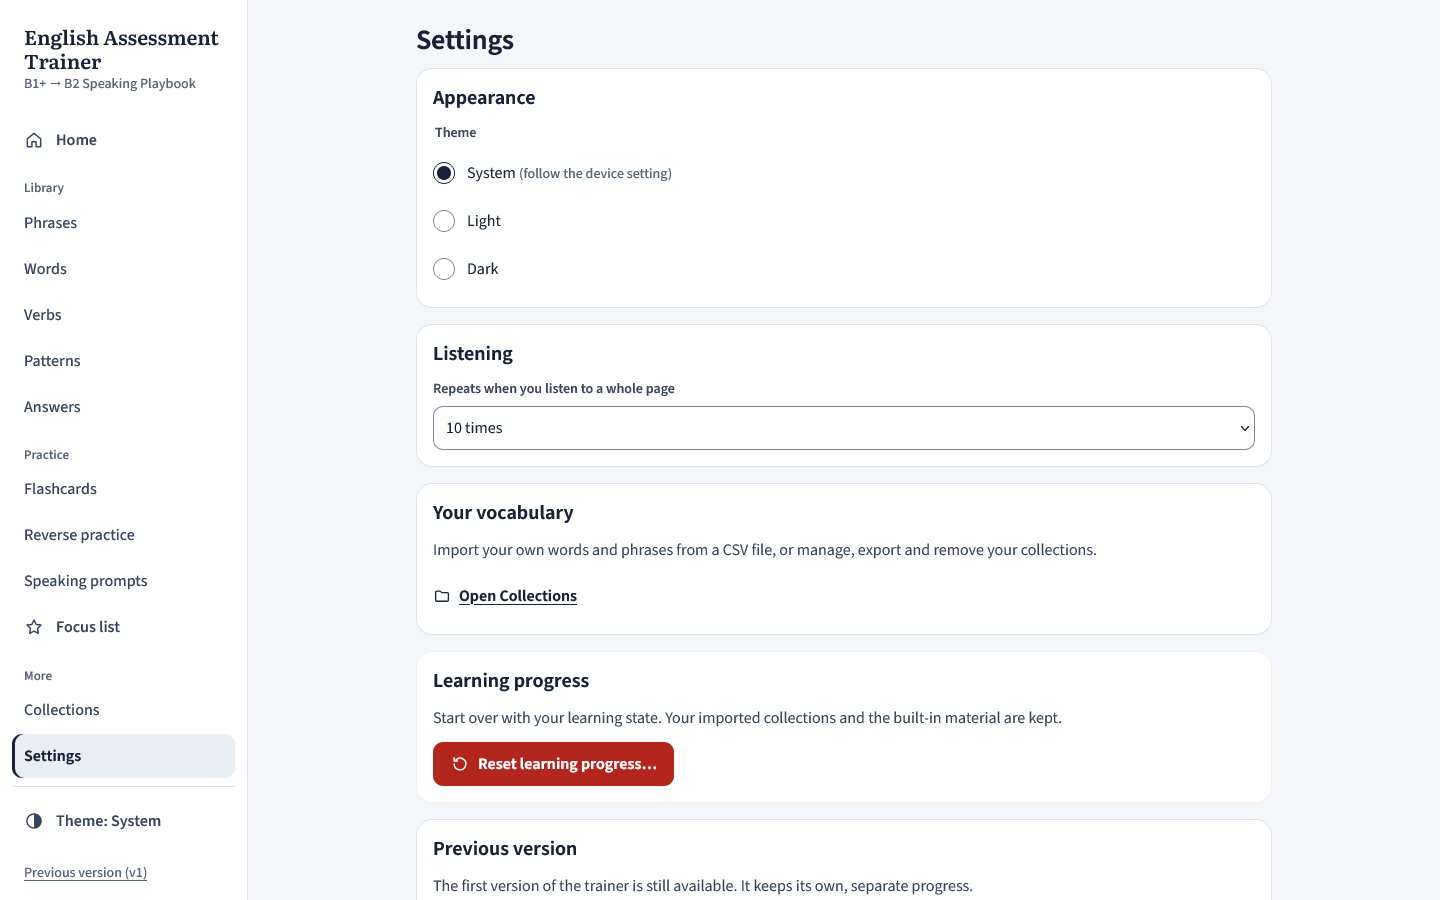 English Assessment
Trainer
B1+ → B2 Speaking Playbook
Home
Library
Phrases
Words
Verbs
Patterns
Answers
Practice
Flashcards
Reverse practice
Speaking prompts
Focus list
More
Collections
Settings
Theme: System
Previous version (v1)
Settings
Appearance
Theme
System (follow the device setting)
Light
Dark
Listening
Repeats when you listen to a whole page
10 times
Your vocabulary
Import your own words and phrases from a CSV file, or manage, export and remove your collections.
Open Collections
Learning progress
Start over with your learning state. Your imported collections and the built-in material are kept.
Reset learning progress...
Previous version
The first version of the trainer is still available. It keeps its own, separate progress.